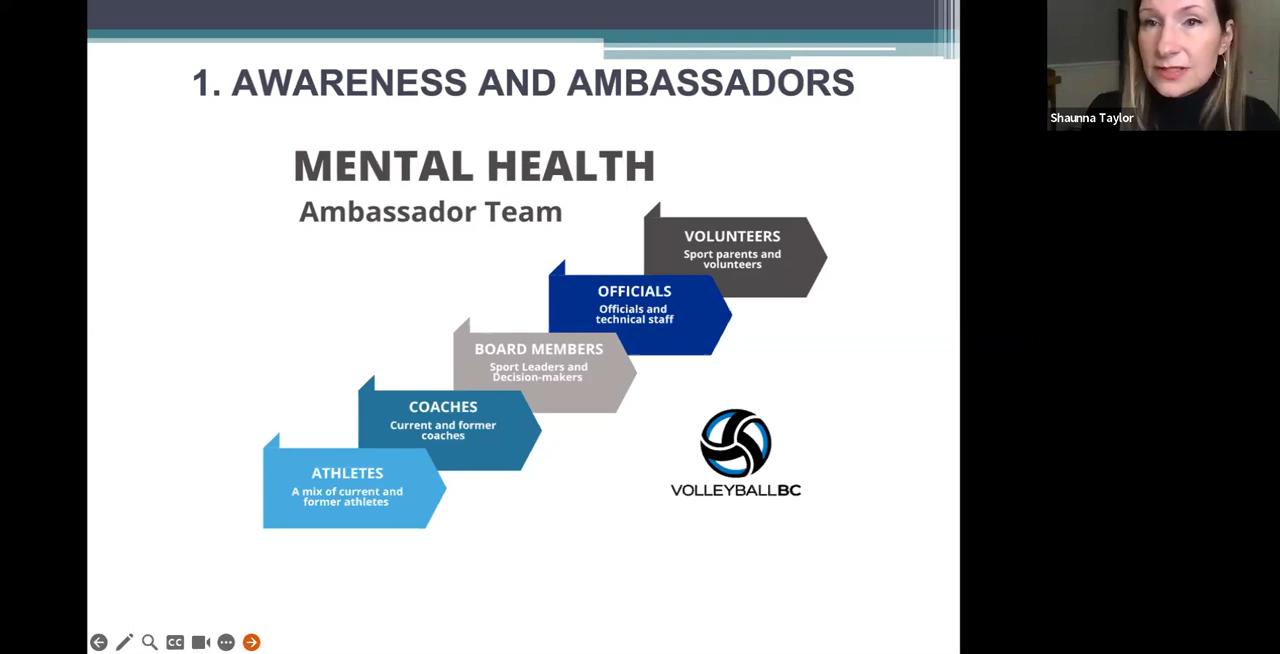 1. AWARENESS AND AMBASSADORS
MENTAL HEALTH
Ambassador Team
VOLUNTEERS
Sport parents and
volunteers
OFFICIALS
Officials and
technical staff
BOARD MEMBERS
Sport Leaders and
Decision-makers
COACHES
Current and former
coaches
ATHLETES
A mix of current and
former athletes
VOLLEYBALLBC
Shaunna Taylor
CC